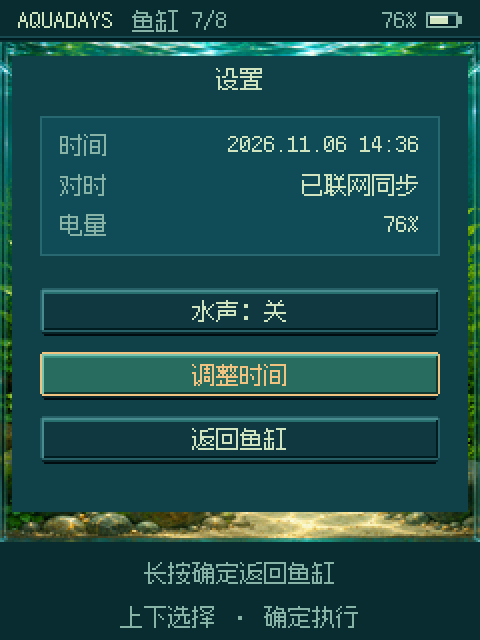 AQUADAYS 鱼缸 7/8 76%
设置
时间 2026.11.06 14:36
对时 已联网同步
电量 76%
水声：关
调整时间
返回鱼缸
长按确定返回鱼缸
上下选择 · 确定执行